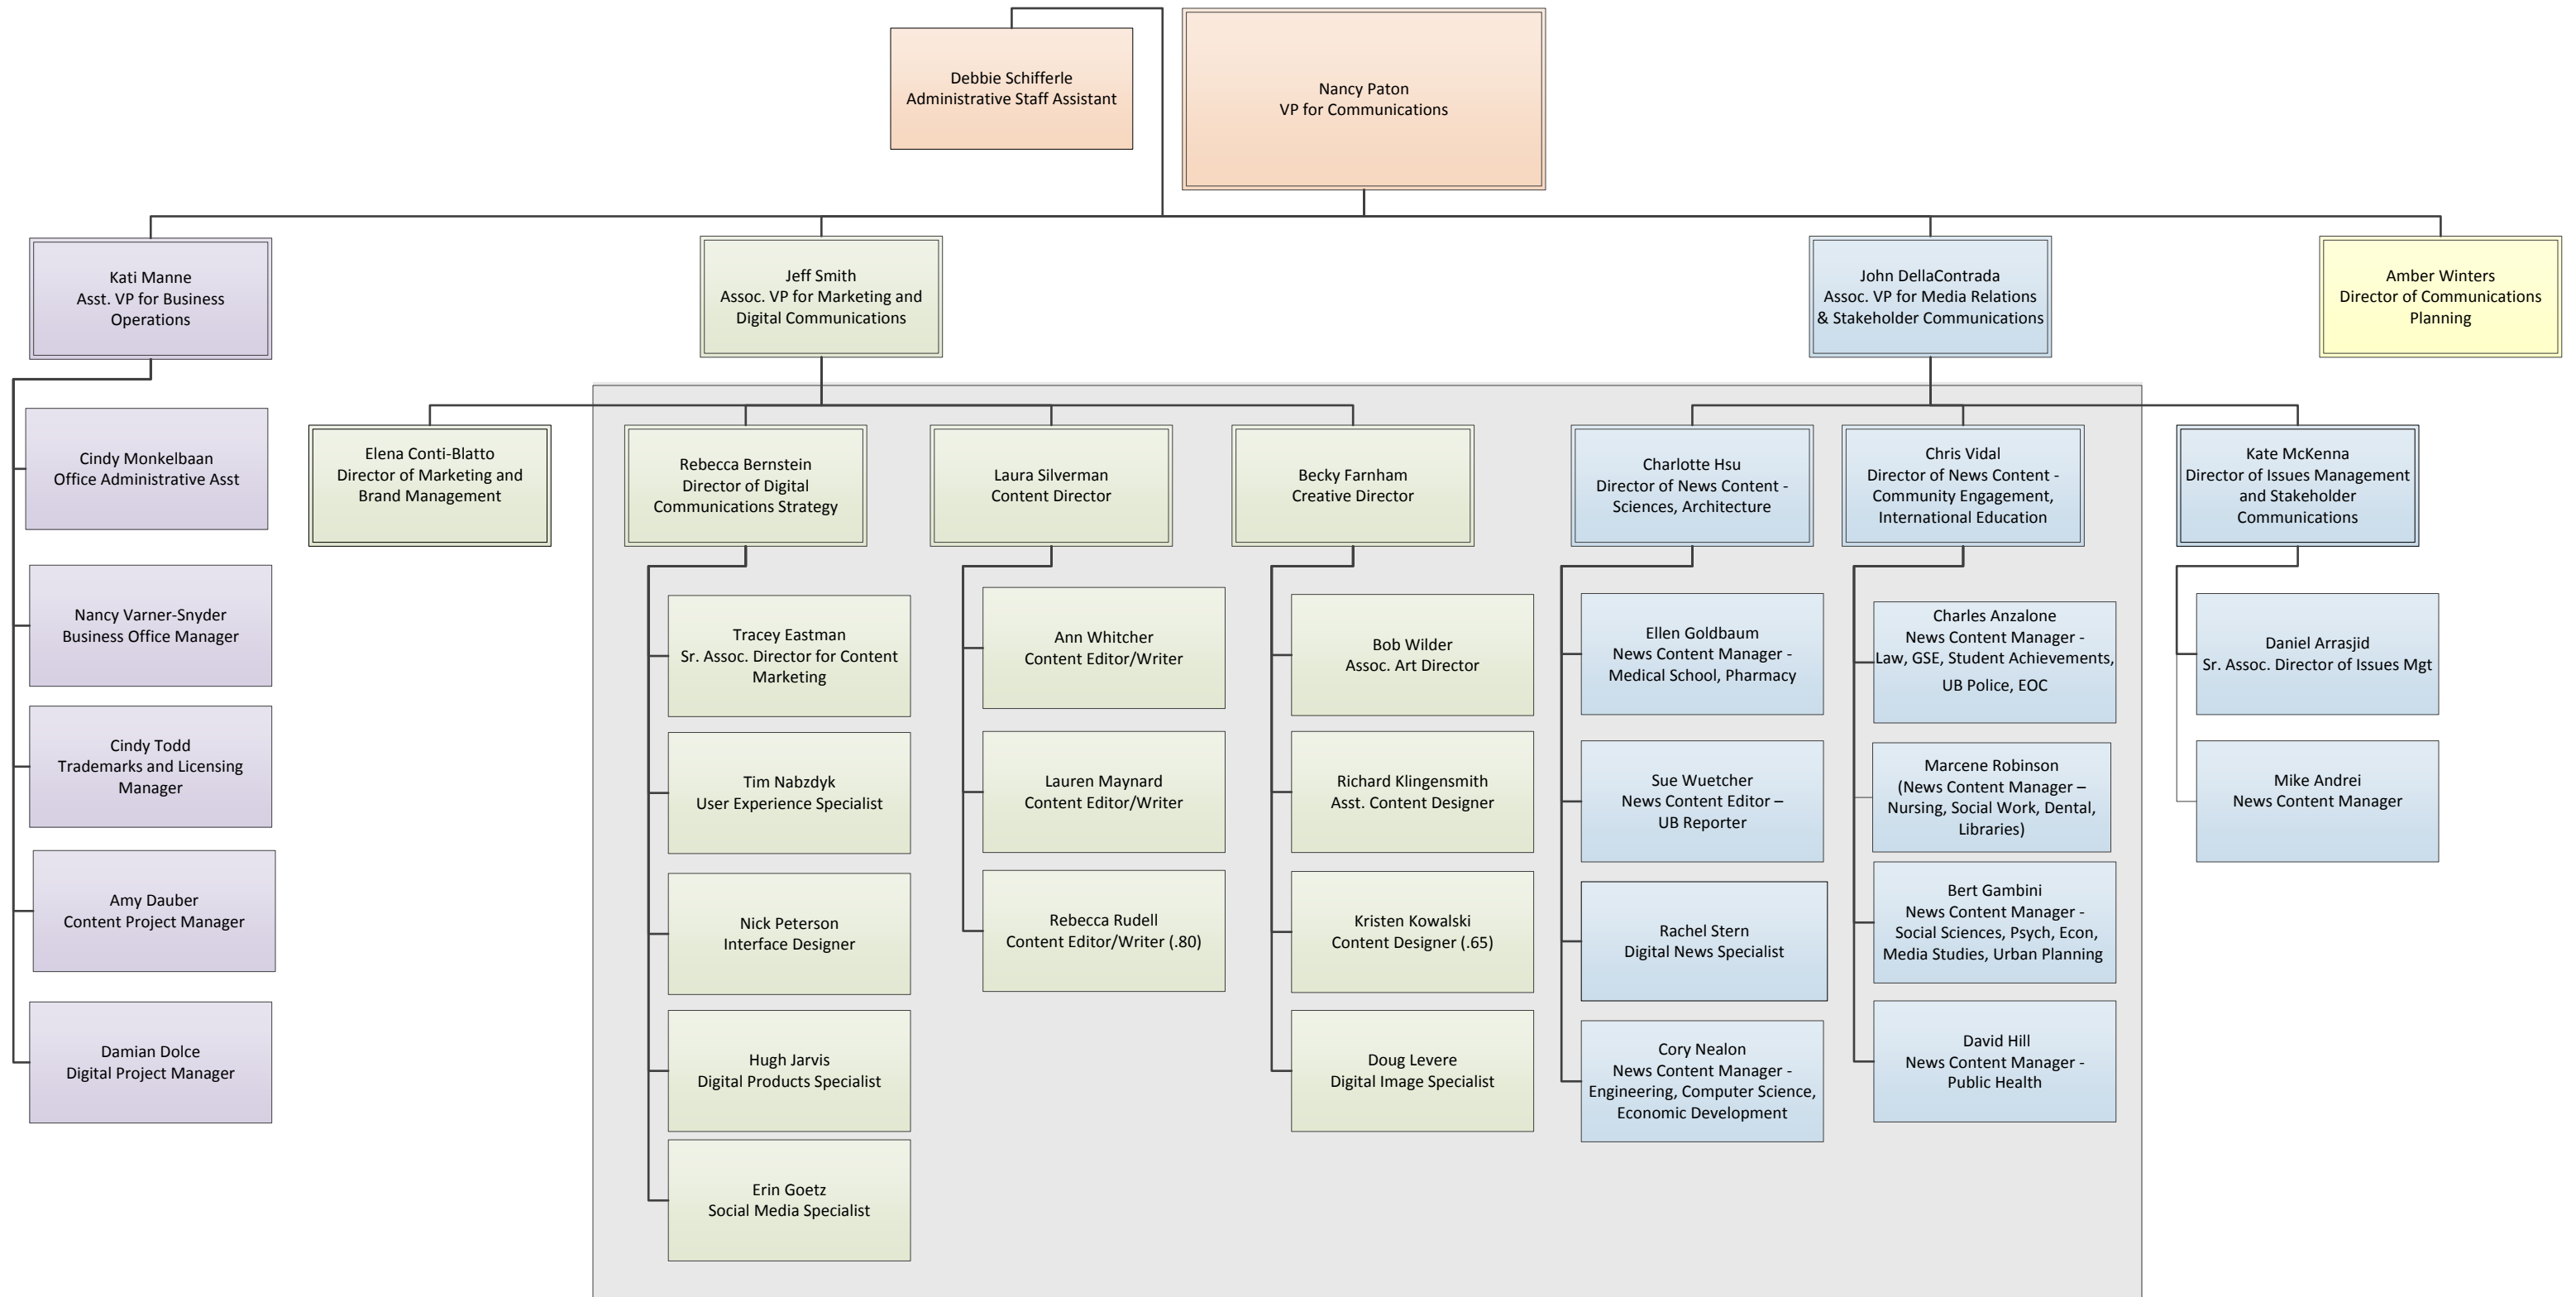 Debbie Schifferle
Administrative Staff Assistant
Nancy Paton
VP for Communications
Kati Manne
Asst. VP for Business
Operations
Jeff Smith
Assoc. VP for Marketing and
Digital Communications
John DellaContrada
Assoc. VP for Media Relations
& Stakeholder Communications
Amber Winters
Director of Communications
Planning
Cindy Monkelbaan
Office Administrative Asst
Nancy Varner-Snyder
Business Office Manager
Cindy Todd
Trademarks and Licensing
Manager
Amy Dauber
Content Project Manager
Damian Dolce
Digital Project Manager
Elena Conti-Blatto
Director of Marketing and
Brand Management
Rebecca Bernstein
Director of Digital
Communications Strategy
Tracey Eastman
Sr. Assoc. Director for Content
Marketing
Tim Nabzdyk
User Experience Specialist
Nick Peterson
Interface Designer
Hugh Jarvis
Digital Products Specialist
Erin Goetz
Social Media Specialist
Laura Silverman
Content Director
Ann Whitcher
Content Editor/Writer
Lauren Maynard
Content Editor/Writer
Rebecca Rudell
Content Editor/Writer (.80)
Becky Farnham
Creative Director
Bob Wilder
Assoc. Art Director
Richard Klingensmith
Asst. Content Designer
Kristen Kowalski
Content Designer (.65)
Doug Levere
Digital Image Specialist
Charlotte Hsu
Director of News Content -
Sciences, Architecture
Ellen Goldbaum
News Content Manager -
Medical School, Pharmacy
Sue Wuetcher
News Content Editor –
UB Reporter
Rachel Stern
Digital News Specialist
Cory Nealon
News Content Manager -
Engineering, Computer Science,
Economic Development
Chris Vidal
Director of News Content -
Community Engagement,
International Education
Charles Anzalone
News Content Manager -
Law, GSE, Student Achievements,
UB Police, EOC
Marcene Robinson
(News Content Manager –
Nursing, Social Work, Dental,
Libraries)
Bert Gambini
News Content Manager -
Social Sciences, Psych, Econ,
Media Studies, Urban Planning
David Hill
News Content Manager -
Public Health
Kate McKenna
Director of Issues Management
and Stakeholder
Communications
Daniel Arrasjid
Sr. Assoc. Director of Issues Mgt
Mike Andrei
News Content Manager